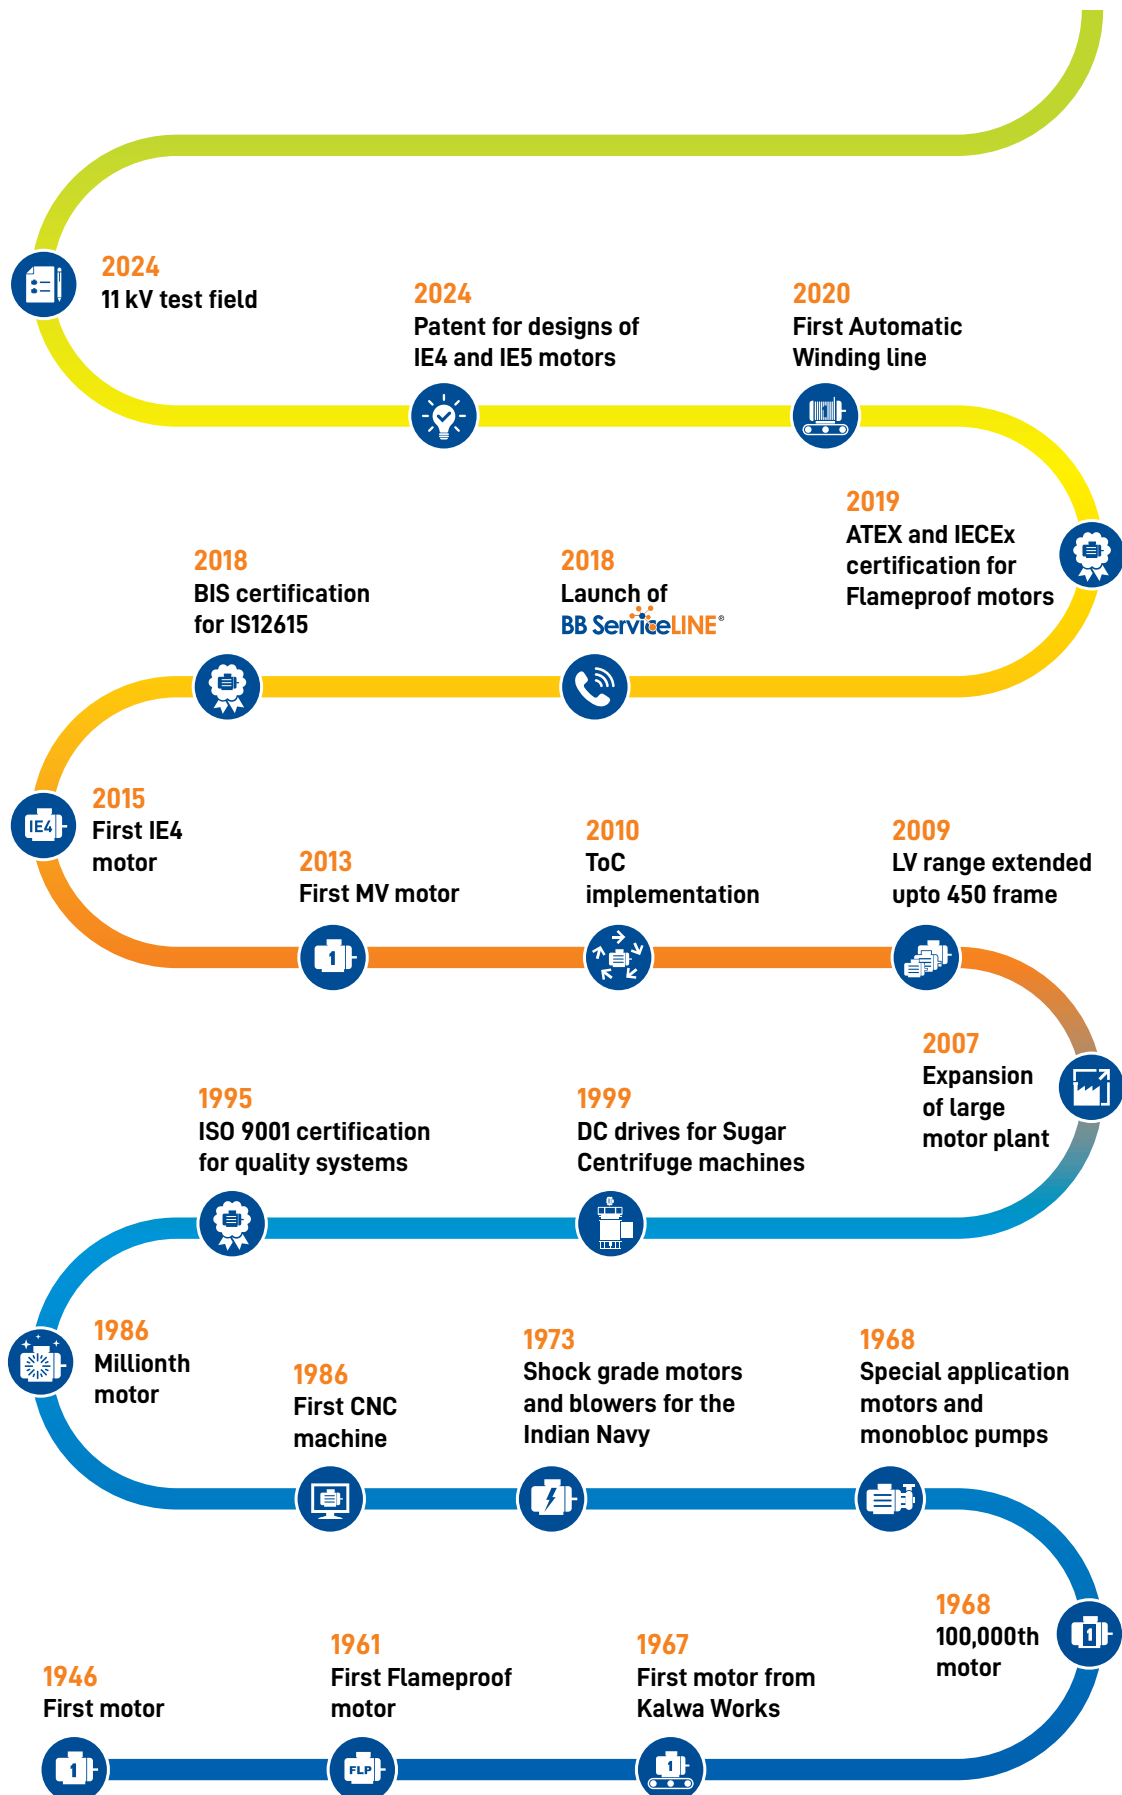 2024
11 kV test field
2024
Patent for designs of
IE4 and IE5 motors
2020
First Automatic
Winding line
1
2019
ATEX and IECEx
certification for
Flameproof motors
2018
BIS certification
for IS12615
2018
Launch of
BB ServiceLINE®
2015
First IE4
motor
IE4
2013
First MV motor
1
2010
ToC
implementation
2009
LV range extended
upto 450 frame
2007
Expansion
of large
motor plant
1995
ISO 9001 certification
for quality systems
1999
DC drives for Sugar
Centrifuge machines
1986
Millionth
motor
1986
First CNC
machine
1973
Shock grade motors
and blowers for the
Indian Navy
1968
Special application
motors and
monobloc pumps
1968
100,000th
motor
1
1946
First motor
1
1961
First Flameproof
motor
FLP
1967
First motor from
Kalwa Works
1